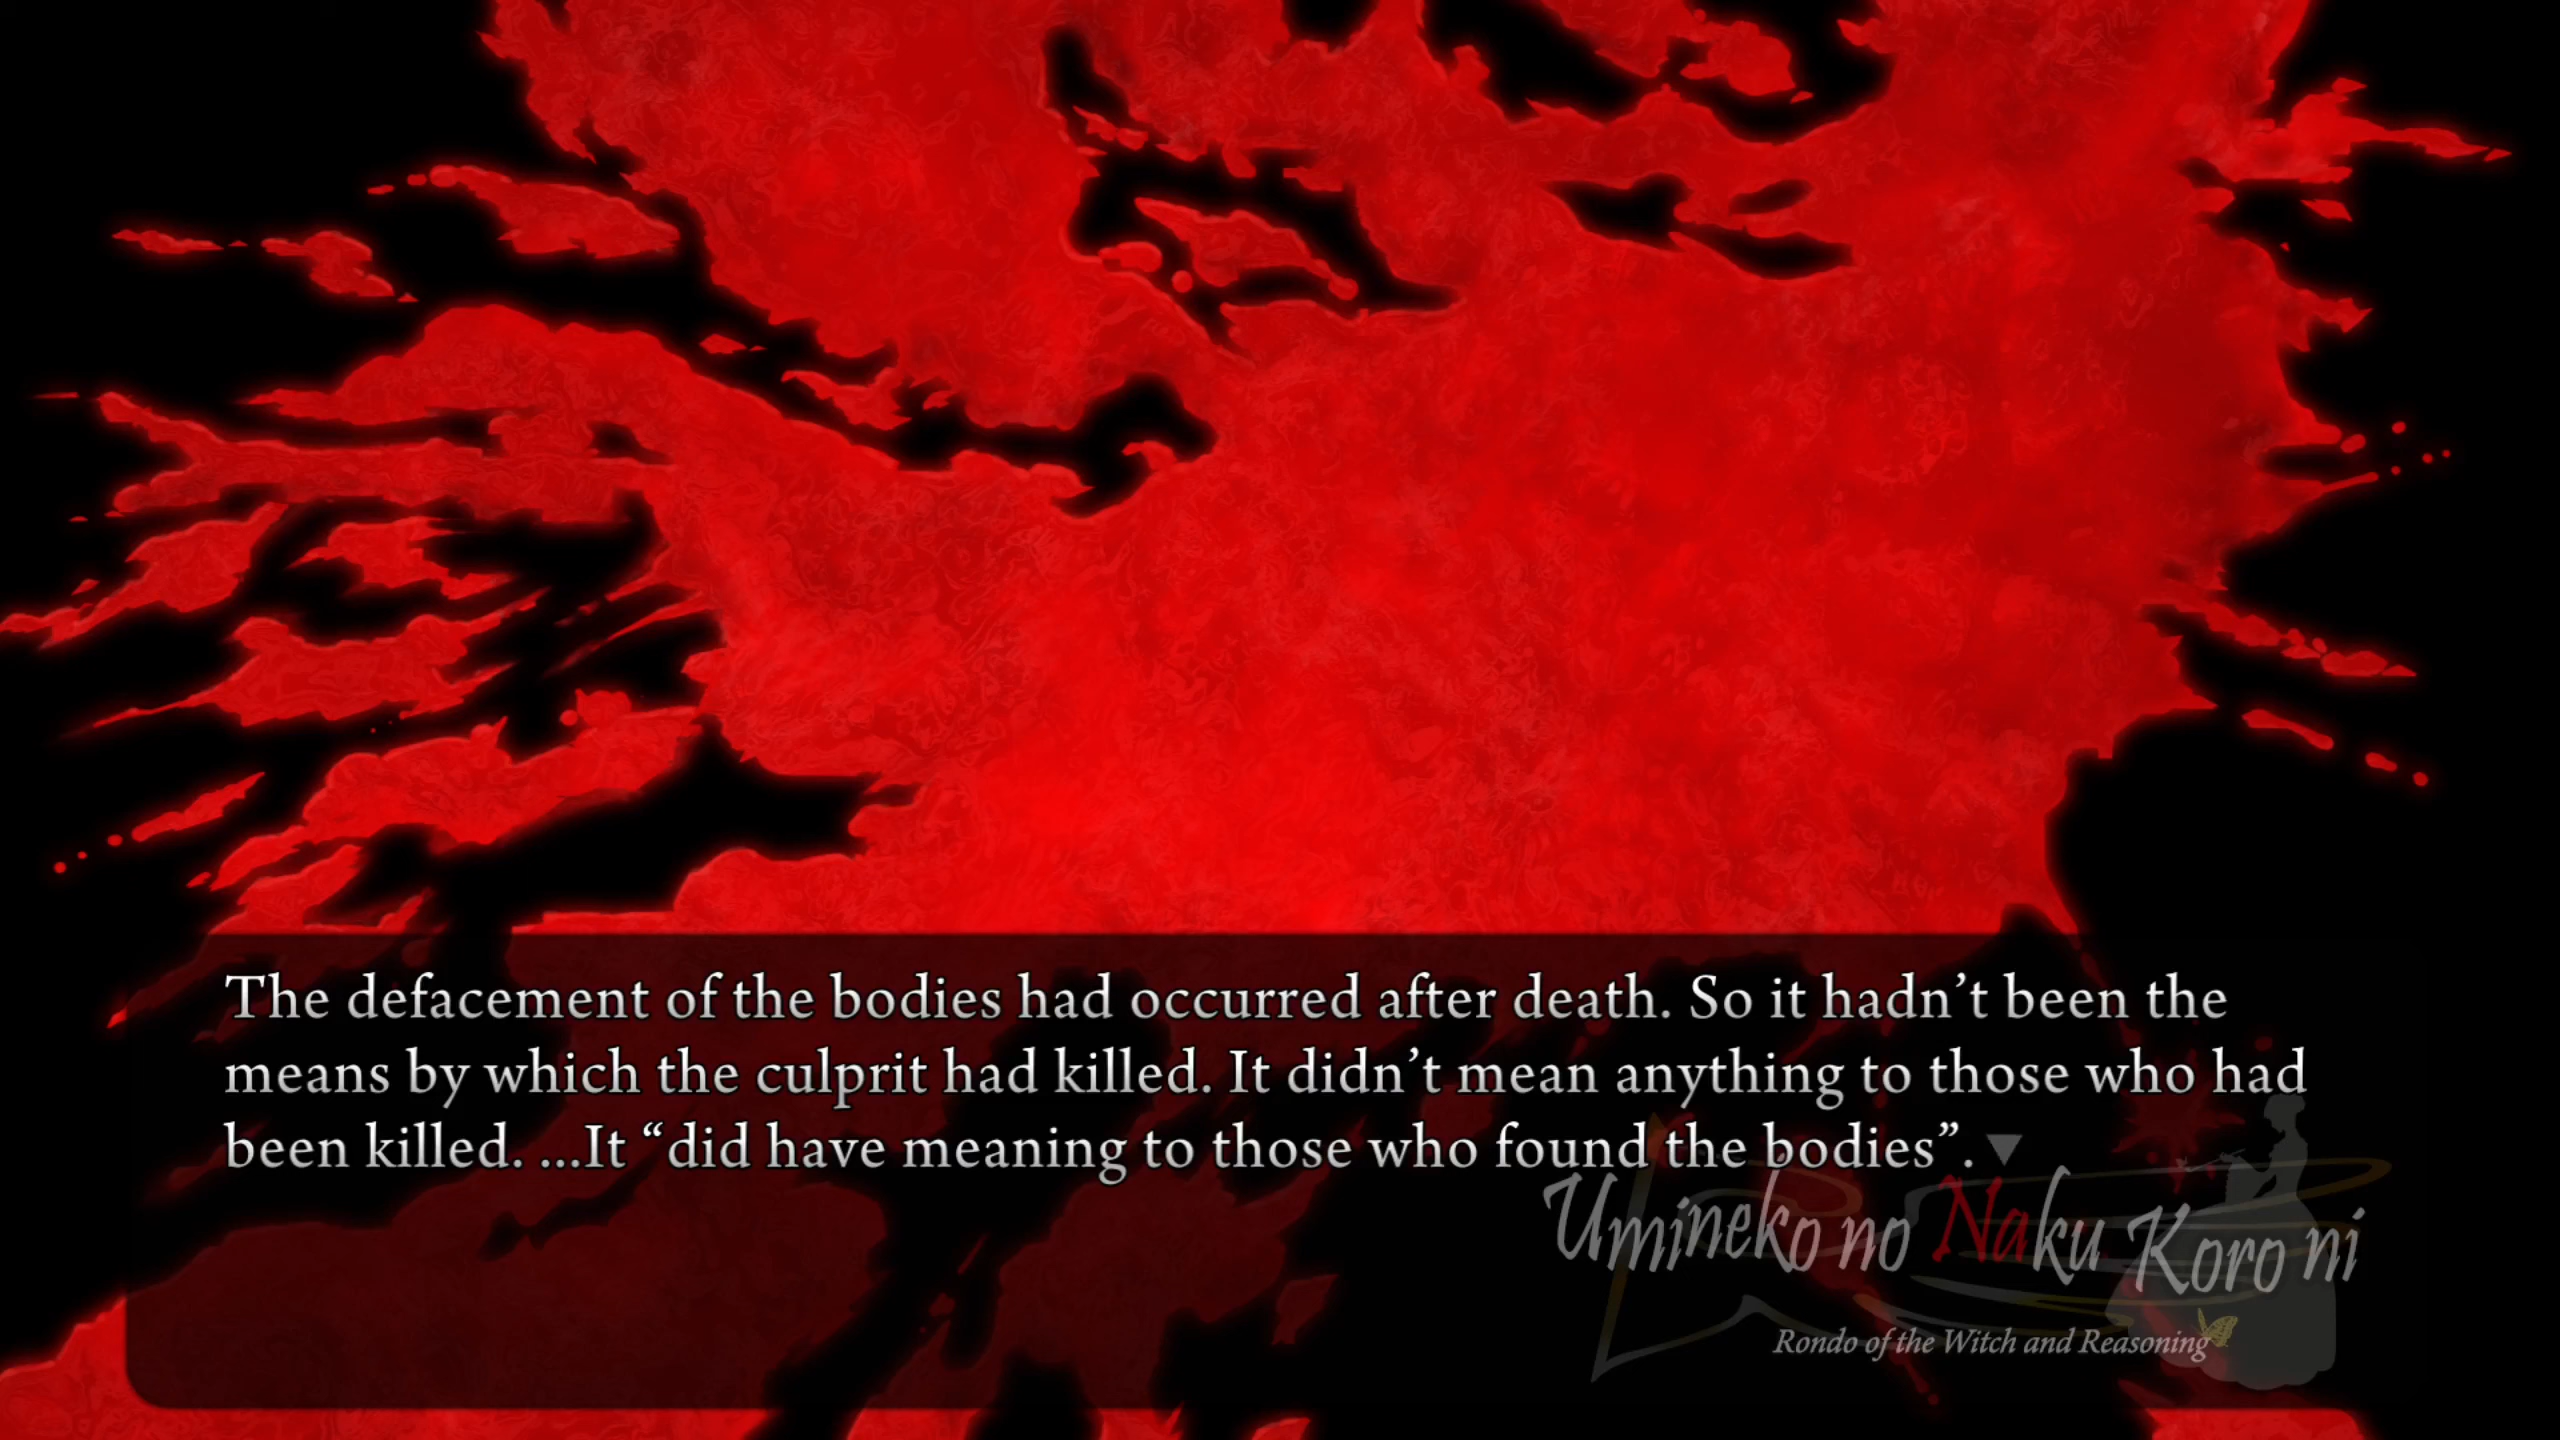 The defacement of the bodies had occurred after death. So it hadn’t been the
means by which the culprit had killed. It didn’t mean anything to those who had
been killed. ...It “did have meaning to those who found the bodies”.
Umineko no Naku Koro ni
Rondo of the Witch and Reasoning